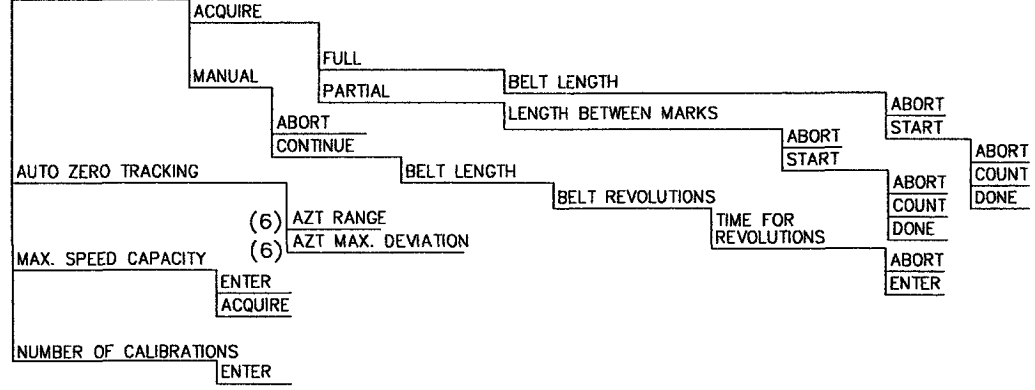 ACQUIRE
FULL
MANUAL
BELT LENGTH
PARTIAL
ABORT
LENGTH BETWEEN MARKS
START
ABORT
ABORT
CONTINUE
START
ABORT
AUTO ZERO TRACKING
BELT LENGTH
COUNT
ABORT
DONE
BELT REVOLUTIONS
COUNT
(6) AZT RANGE
TIME FOR
REVOLUTIONS
DONE
(6) AZT MAX. DEVIATION
MAX. SPEED CAPACITY
ABORT
ENTER
ENTER
ACQUIRE
NUMBER OF CALIBRATIONS
ENTER